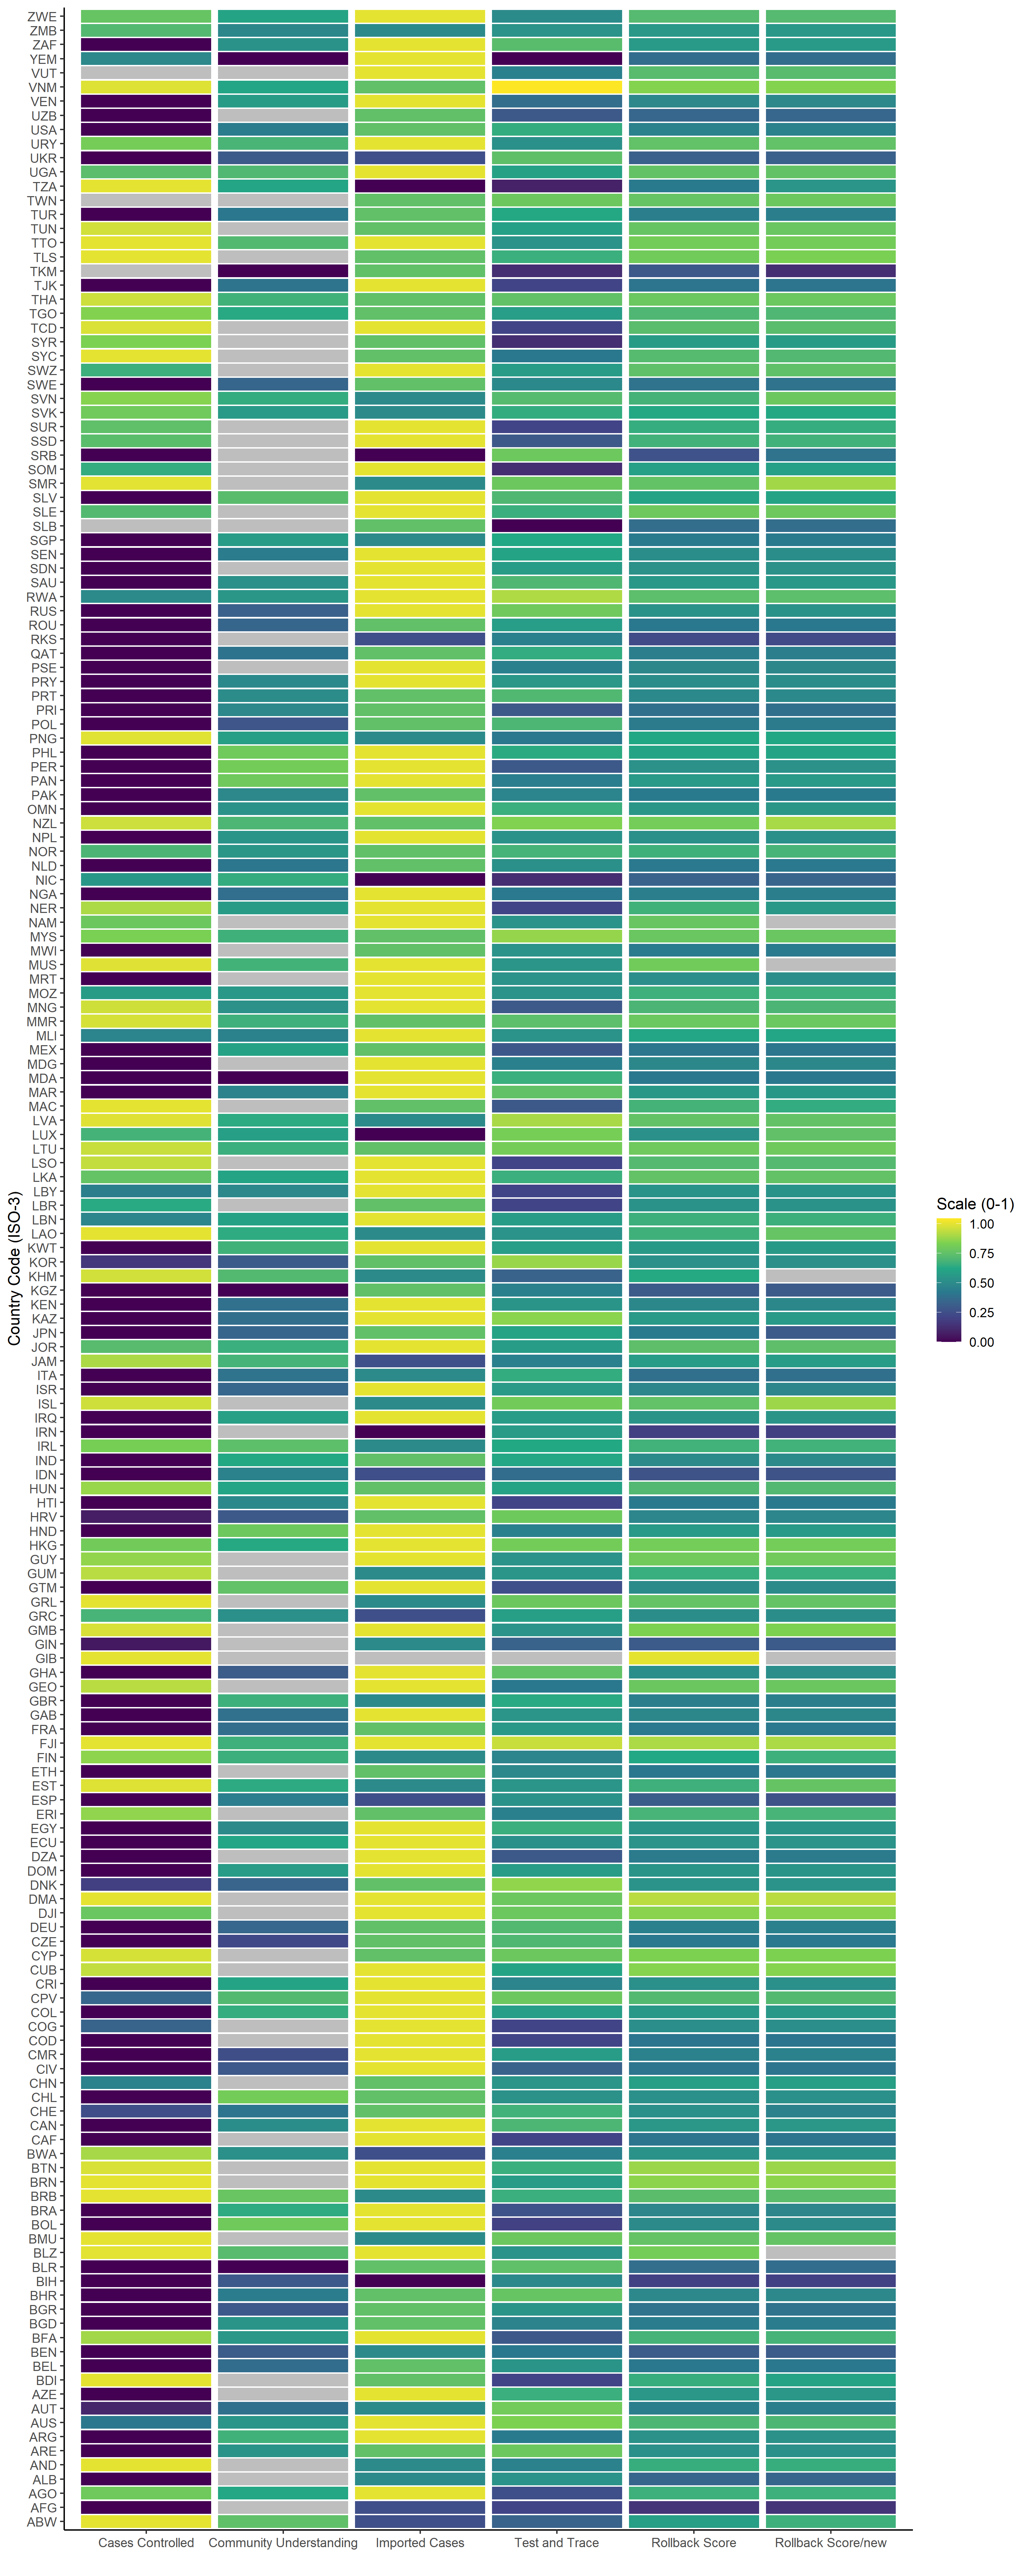 Country Code (ISO-3)
ZWE
ZMB
ZAF
YEM
VUT
VNM
VEN
UZB
USA
URY
UKR
UGA
TZA
TWN
TUR
TUN
TTO
TLS
TKM
TJK
THA
TGO
TCD
SYR
SYC
SWZ
SWE
SVN
SVK
SUR
SSD
SRB
SOM
SMR
SLV
SLE
SLB
SGP
SEN
SDN
SAU
RWA
RUS
ROU
RKS
QAT
PSE
PRY
PRT
PRI
POL
PNG
PHL
PER
PAN
PAK
OMN
NZL
NPL
NOR
NLD
NIC
NGA
NER
NAM
MYS
MWI
MUS
MRT
MOZ
MNG
MMR
MLI
MEX
MDG
MDA
MAR
MAC
LVA
LUX
LTU
LSO
LKA
LBY
LBR
LBN
LAO
KWT
KOR
KHM
KGZ
KEN
KAZ
JPN
JOR
JAM
ITA
ISR
ISL
IRQ
IRN
IRL
IND
IDN
HUN
HTI
HRV
HND
HKG
GUY
GUM
GTM
GRL
GRC
GMB
GIN
GIB
GHA
GEO
GBR
GAB
FRA
FJI
FIN
ETH
EST
ESP
ERI
EGY
ECU
DZA
DOM
DNK
DMA
DJI
DEU
CZE
CYP
CUB
CRI
CPV
COL
COG
COD
CMR
CIV
CHN
CHL
CHE
CAN
CAF
BWA
BTN
BRN
BRB
BRA
BOL
BMU
BLZ
BLR
BIH
BHR
BGR
BGD
BFA
BEN
BEL
BDI
AZE
AUT
AUS
ARG
ARE
AND
ALB
AGO
AFG
ABW
Cases Controlled
Community Understanding
Imported Cases
Test and Trace
Rollback Score
Rollback Score/new
Scale (0-1)
1.00
0.75
0.50
0.25
0.00